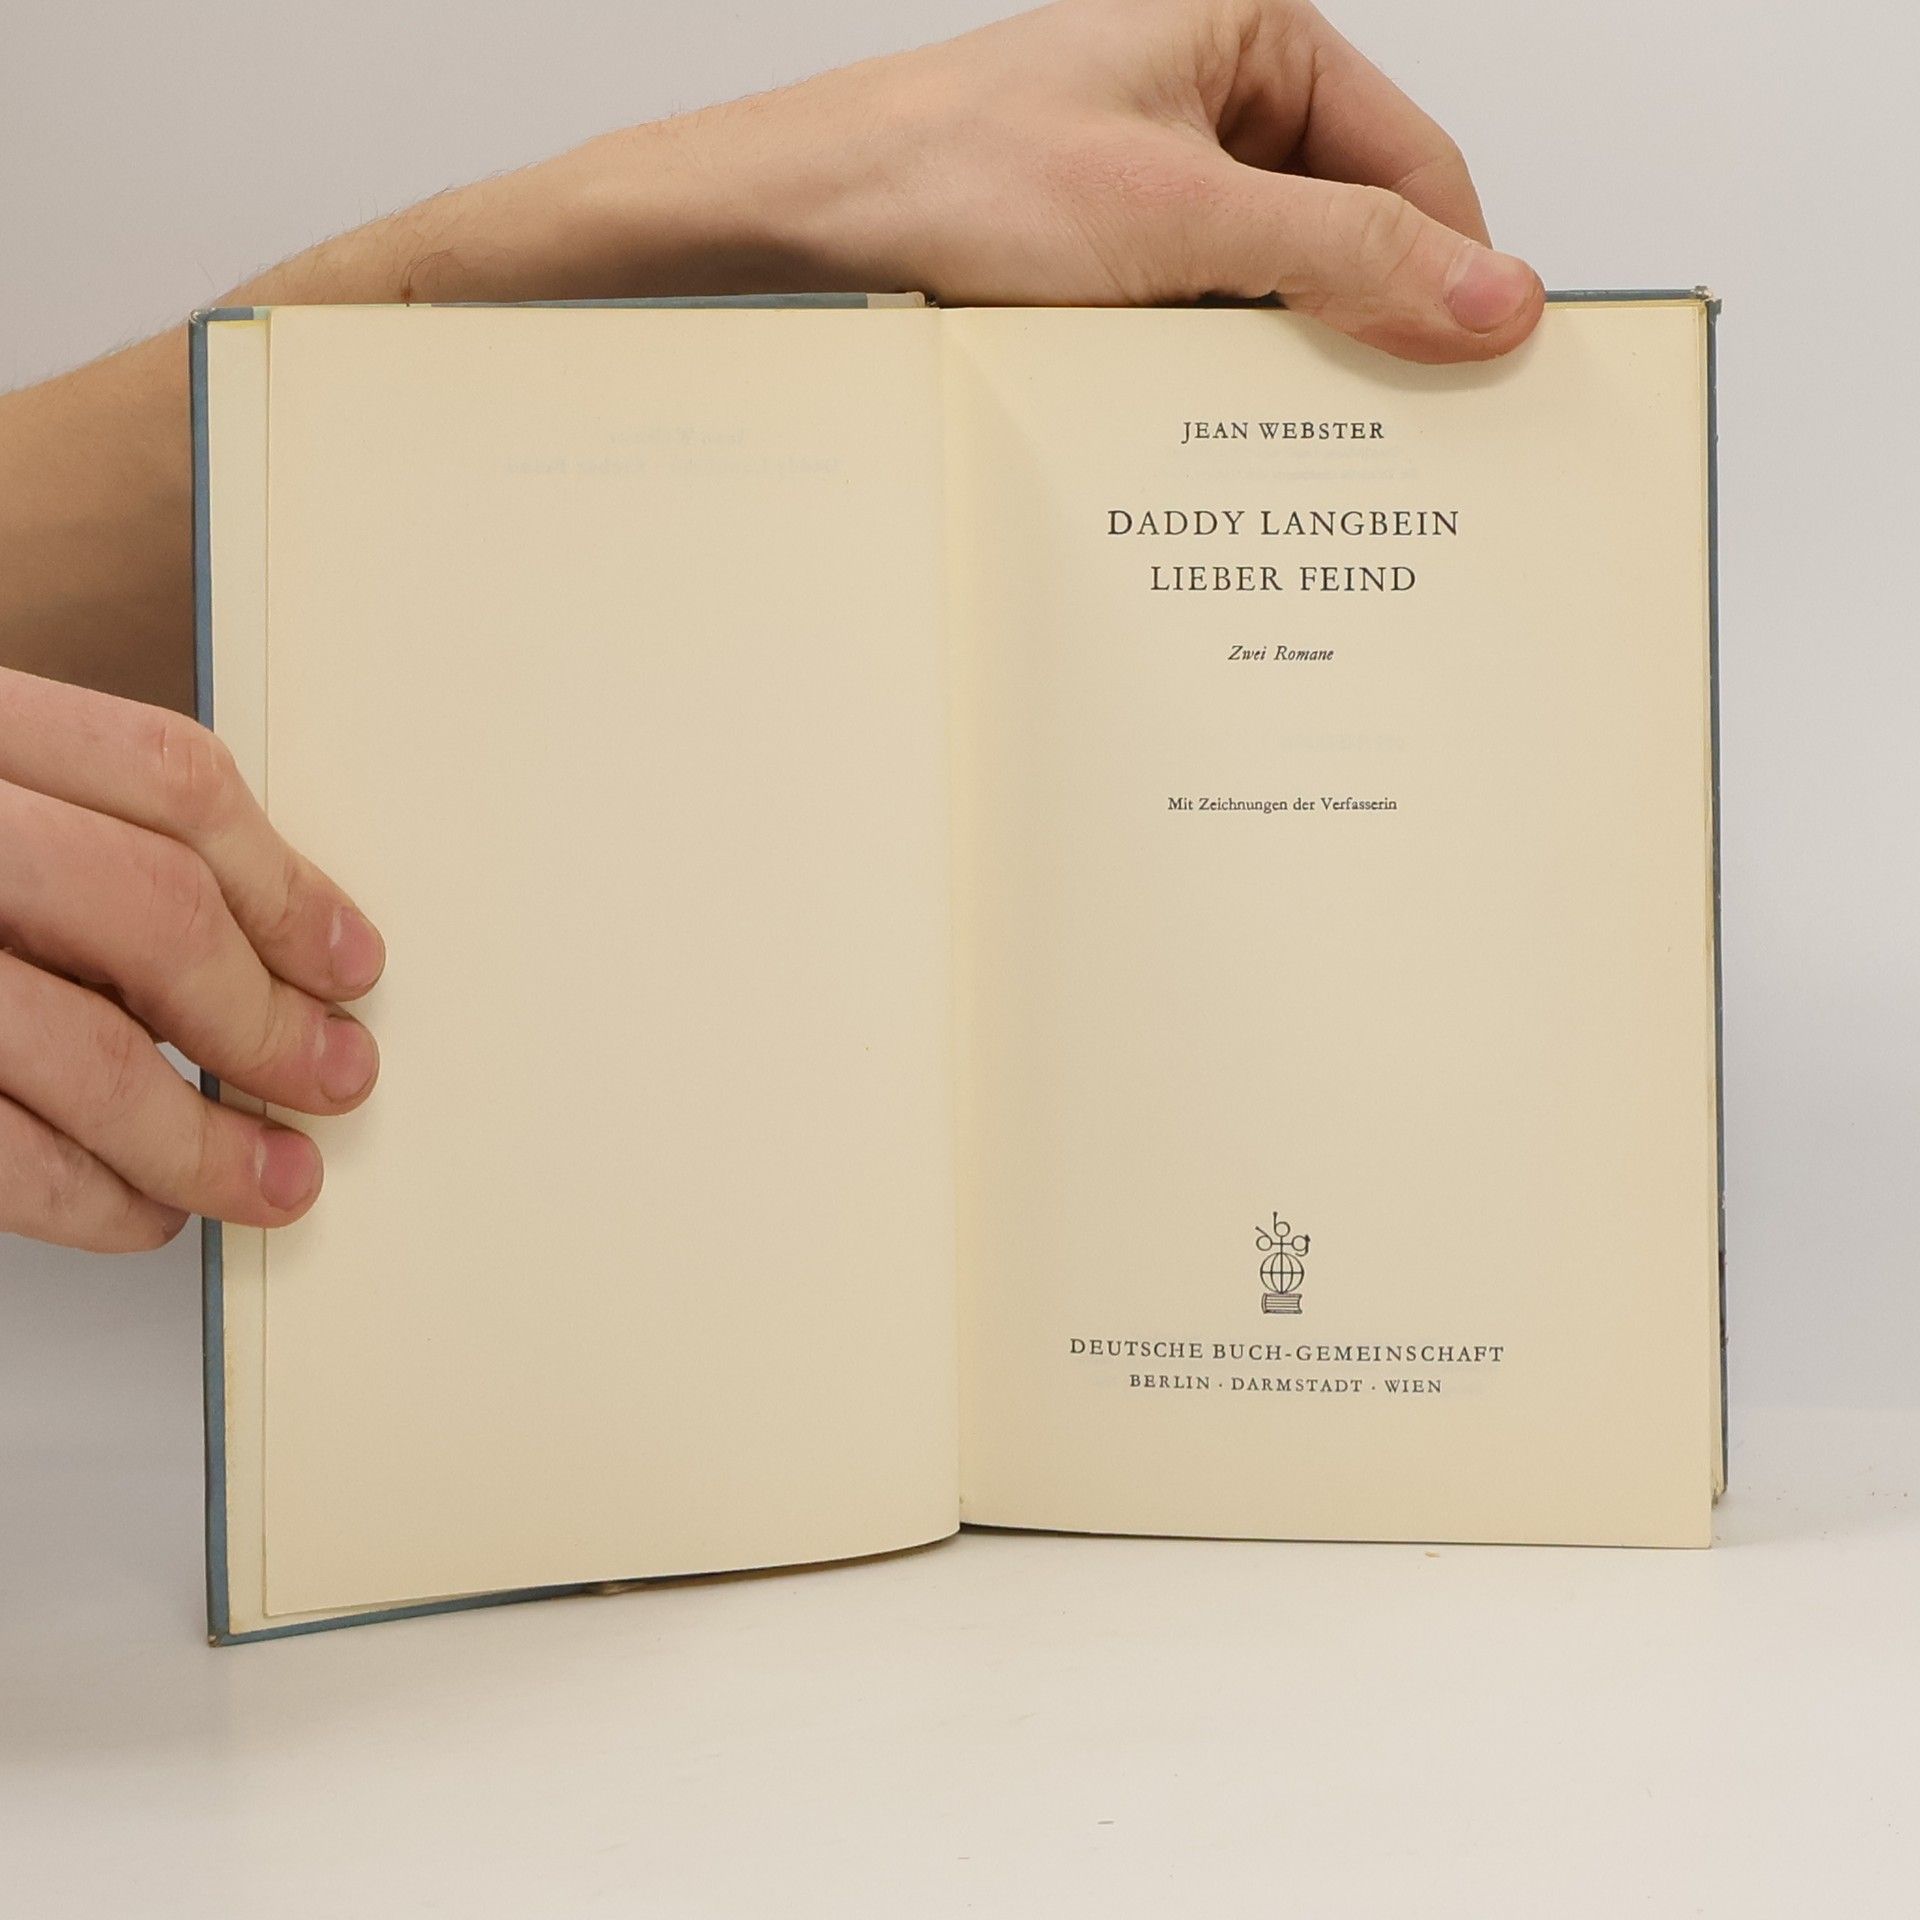 JEAN WEBSTER
DADDY LANGBEIN
LIEBER FEIND
Zwei Romane
Mit Zeichnungen der Verfasserin
dbg
DEUTSCHE BUCH-GEMEINSCHAFT
BERLIN · DARMSTADT · WIEN